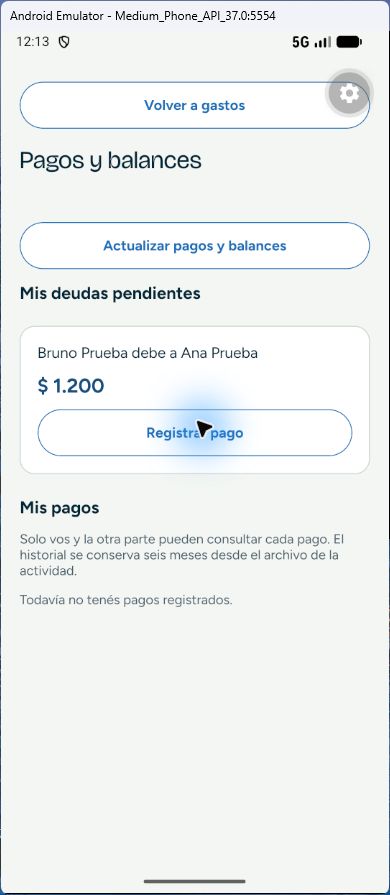 Android Emulator - Medium_Phone_API_37.0:5554
12:13 5G
Volver a gastos
Pagos y balances
Actualizar pagos y balances
Mis deudas pendientes
Bruno Prueba debe a Ana Prueba
$ 1.200
Registrar pago
Mis pagos
Solo vos y la otra parte pueden consultar cada pago. El
historial se conserva seis meses desde el archivo de la
actividad.
Todavía no tenés pagos registrados.